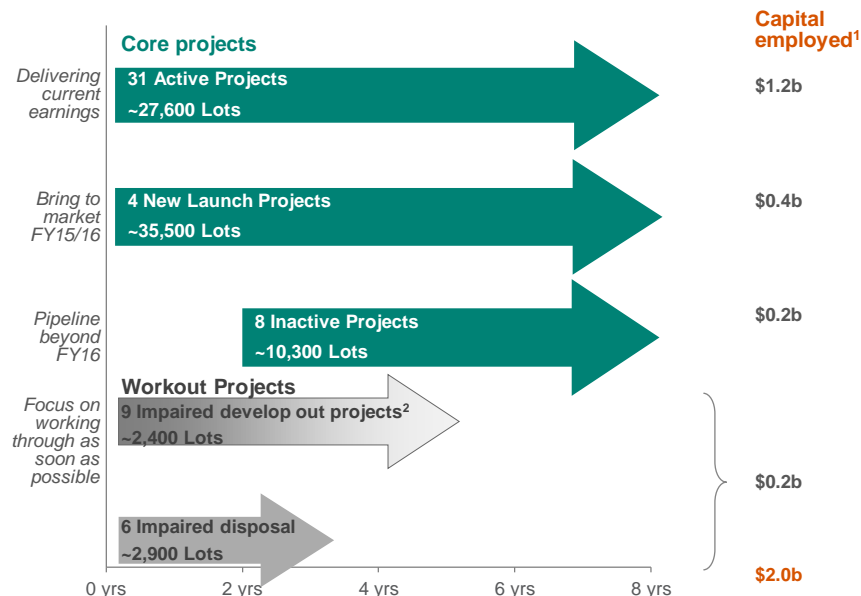 Capital
employed1
Core projects
Delivering
current
earnings
31 Active Projects
~27,600 Lots
$1.2b
Bring to
market
FY15/16
4 New Launch Projects
~35,500 Lots
$0.4b
Pipeline
beyond
FY16
8 Inactive Projects
~10,300 Lots
$0.2b
Workout Projects
Focus on
working
through as
soon as
possible
9 Impaired develop out projects2
~2,400 Lots
$0.2b
6 Impaired disposal
~2,900 Lots
$2.0b
0 yrs 2 yrs 4 yrs 6 yrs 8 yrs